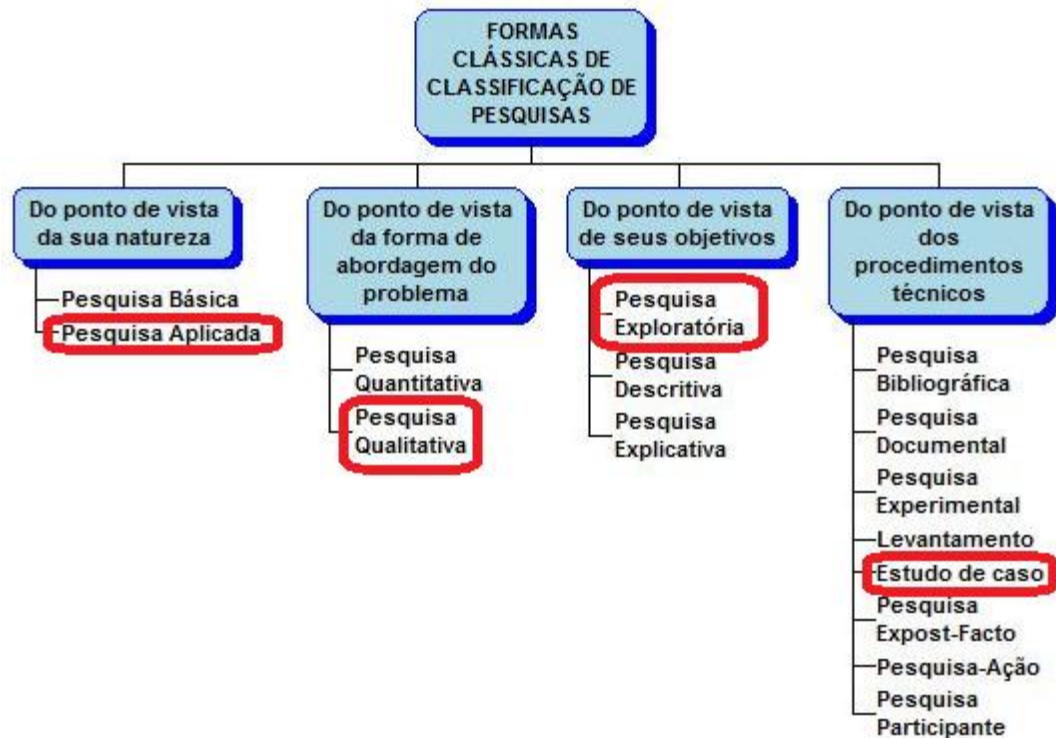 FORMAS
CLÁSSICAS DE
CLASSIFICAÇÃO DE
PESQUISAS
Do ponto de vista
da sua natureza
Pesquisa Básica
Pesquisa Aplicada
Do ponto de vista
da forma de
abordagem do
problema
Pesquisa
Quantitativa
Pesquisa
Qualitativa
Do ponto de vista
de seus objetivos
Pesquisa
Exploratória
Pesquisa
Descritiva
Pesquisa
Explicativa
Do ponto de vista
dos
procedimentos
técnicos
Pesquisa
Bibliográfica
Pesquisa
Documental
Pesquisa
Experimental
Levantamento
Estudo de caso
Pesquisa
Expost-Facto
Pesquisa-Ação
Pesquisa
Participante